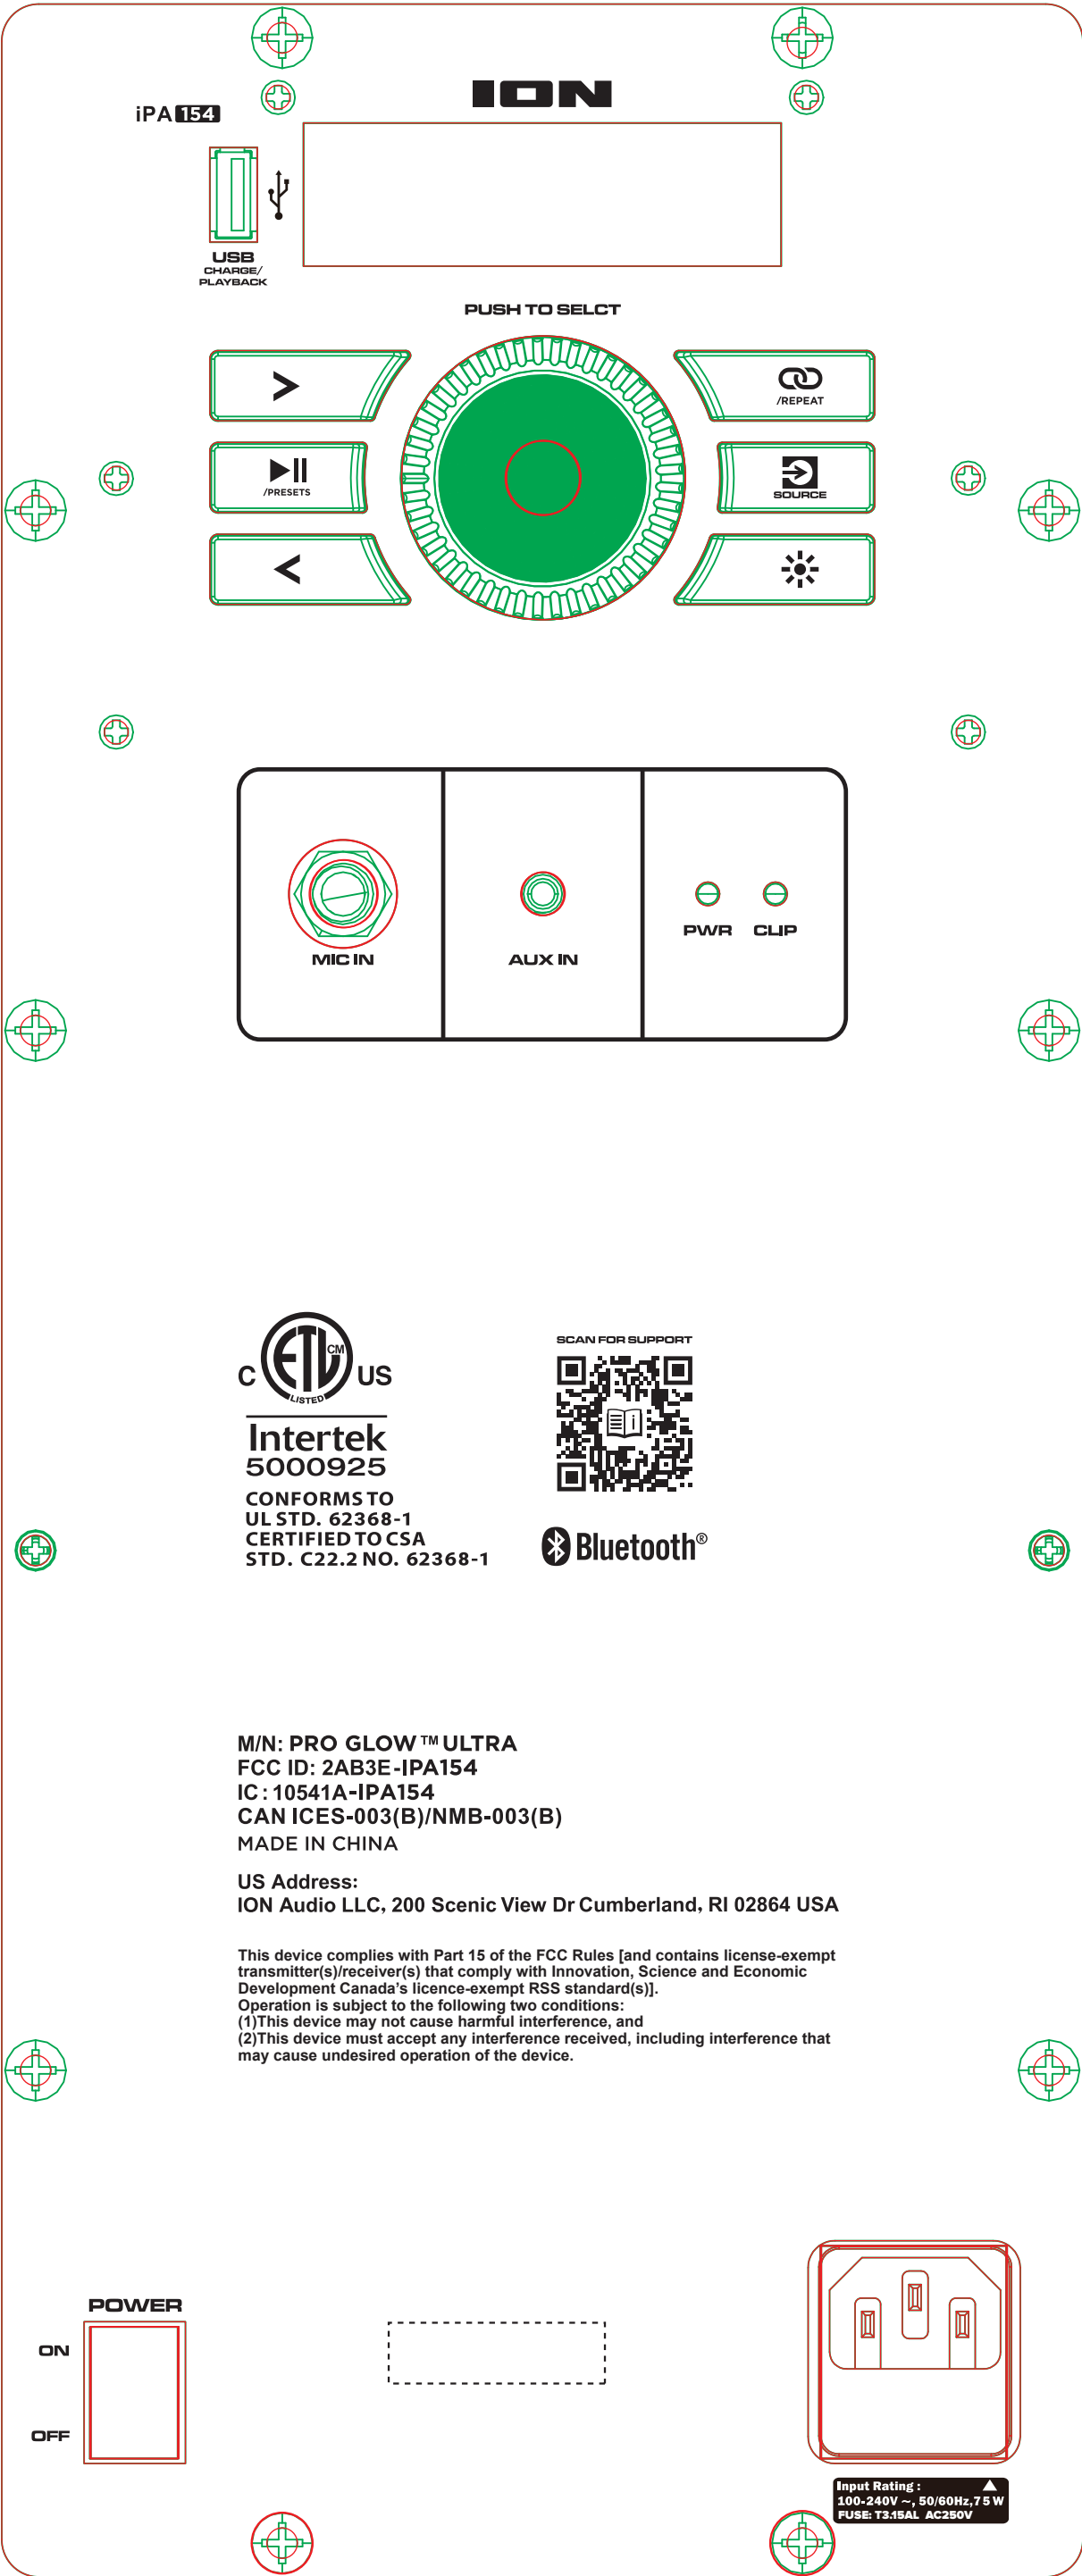 ION
iPA 154
USB
CHARGE/
PLAYBACK
PUSH TO SELCT
/REPEAT
/PRESETS
SOURCE
MIC IN
AUX IN
PWR CLIP
C ETL CM US
LISTED
Intertek
5000925
CONFORMS TO
UL STD. 62368-1
CERTIFIED TO CSA
STD. C22.2 NO. 62368-1
SCAN FOR SUPPORT
i
Bluetooth®
M/N: PRO GLOW™ ULTRA
FCC ID: 2AB3E-IPA154
IC: 10541A-IPA154
CAN ICES-003(B)/NMB-003(B)
MADE IN CHINA
US Address:
ION Audio LLC, 200 Scenic View Dr Cumberland, RI 02864 USA
This device complies with Part 15 of the FCC Rules [and contains license-exempt
transmitter(s)/receiver(s) that comply with Innovation, Science and Economic
Development Canada's licence-exempt RSS standard(s)].
Operation is subject to the following two conditions:
(1)This device may not cause harmful interference, and
(2)This device must accept any interference received, including interference that
may cause undesired operation of the device.
POWER
ON
OFF
Input Rating :
100-240V ~, 50/60Hz,75W
FUSE: T3.15AL AC250V